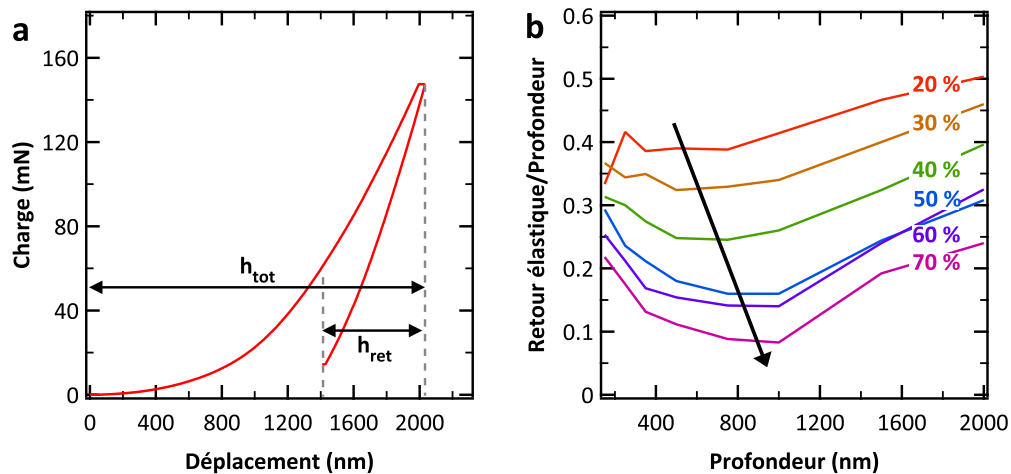 a
Charge (mN)
160
120
80
40
0
h_tot
h_ret
0 400 800 1200 1600 2000
Déplacement (nm)
b
Retour élastique/Profondeur
0.6
0.5
0.4
0.3
0.2
0.1
0
20 %
30 %
40 %
50 %
60 %
70 %
400 800 1200 1600 2000
Profondeur (nm)